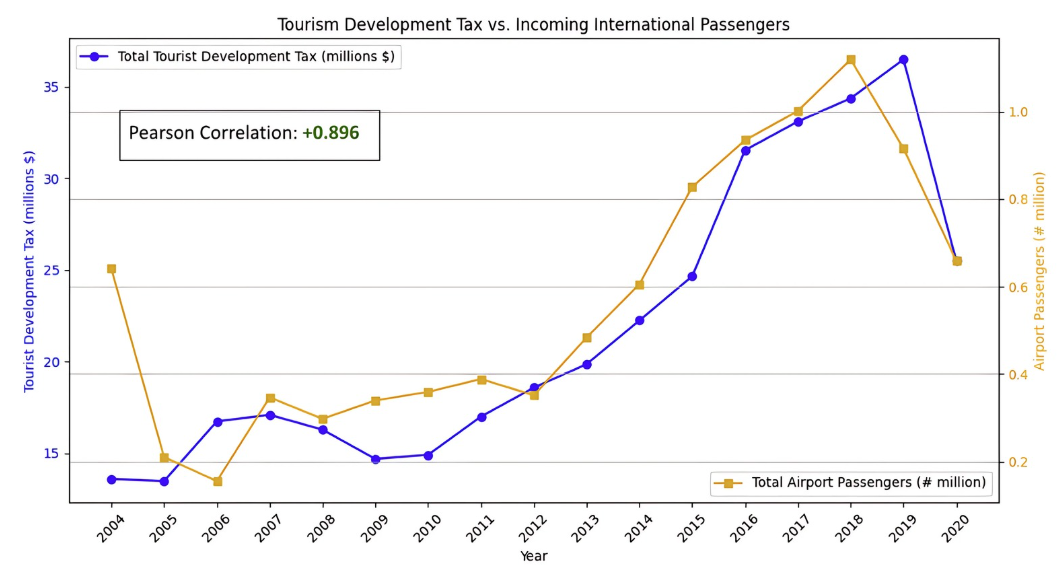 Tourism Development Tax vs. Incoming International Passengers
Total Tourist Development Tax (millions $)
Pearson Correlation: +0.896
Tourist Development Tax (millions $)
35
30
25
20
15
1.0
0.8
0.6
0.4
0.2
Airport Passengers (# million)
Total Airport Passengers (# million)
2004 2005 2006 2007 2008 2009 2010 2011 2012 2013 2014 2015 2016 2017 2018 2019 2020
Year